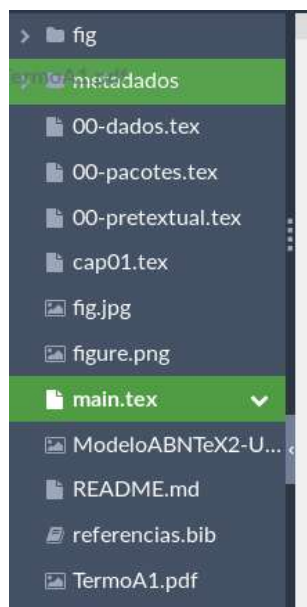 fig
metadados
00-dados.tex
00-pacotes.tex
00-pretextual.tex
cap01.tex
fig.jpg
figure.png
main.tex
ModeloABNTeX2-U...
README.md
referencias.bib
TermoA1.pdf